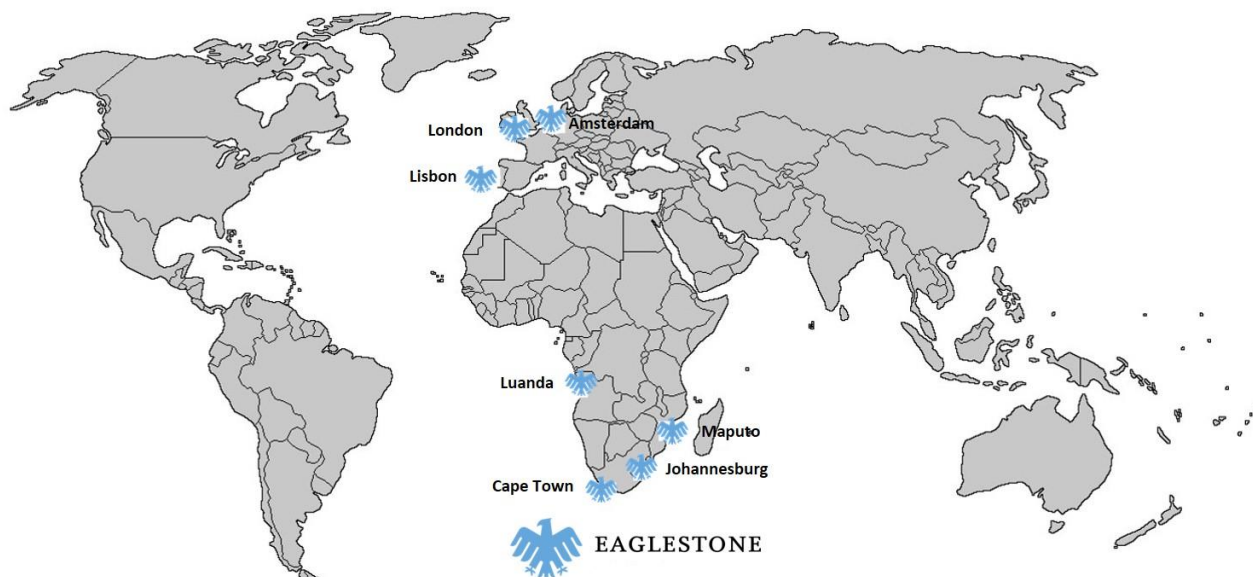 London
Amsterdam
Lisbon
Luanda
Maputo
Johannesburg
Cape Town
EAGLESTONE